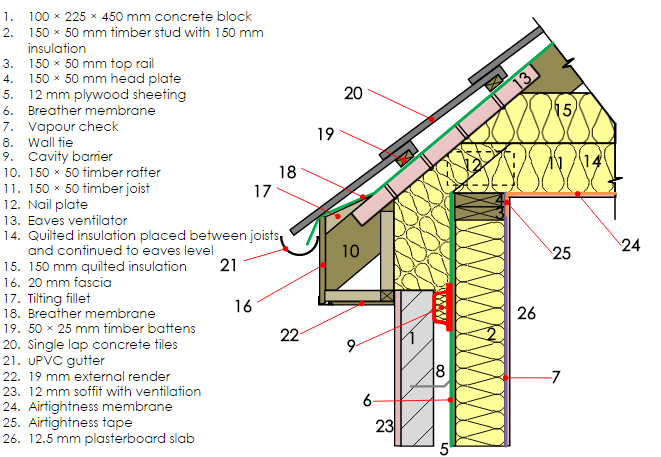 1. 100 × 225 × 450 mm concrete block
2. 150 × 50 mm timber stud with 150 mm
insulation
3. 150 × 50 mm top rail
4. 150 × 50 mm head plate
5. 12 mm plywood sheeting
6. Breather membrane
7. Vapour check
8. Wall tie
9. Cavity barrier
10. 150 × 50 timber rafter
11. 150 × 50 timber joist
12. Nail plate
13. Eaves ventilator
14. Quilted insulation placed between joists
and continued to eaves level
15. 150 mm quilted insulation
16. 20 mm fascia
17. Tilting fillet
18. Breather membrane
19. 50 × 25 mm timber battens
20. Single lap concrete tiles
21. uPVC gutter
22. 19 mm external render
23. 12 mm soffit with ventilation
24. Airtightness membrane
25. Airtightness tape
26. 12.5 mm plasterboard slab
13
20
15
19
12
11
14
18
17
4
3
10
25
24
21
16
26
22
1
2
9
8
7
6
23
5